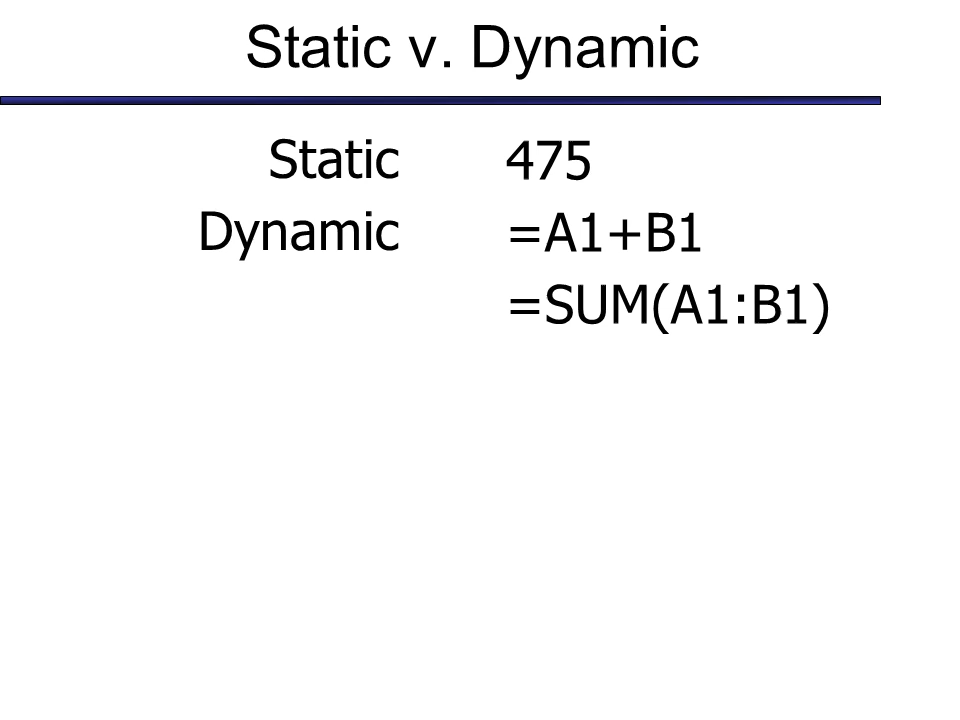 Static v. Dynamic
Static 475
Dynamic =A1+B1
=SUM(A1:B1)